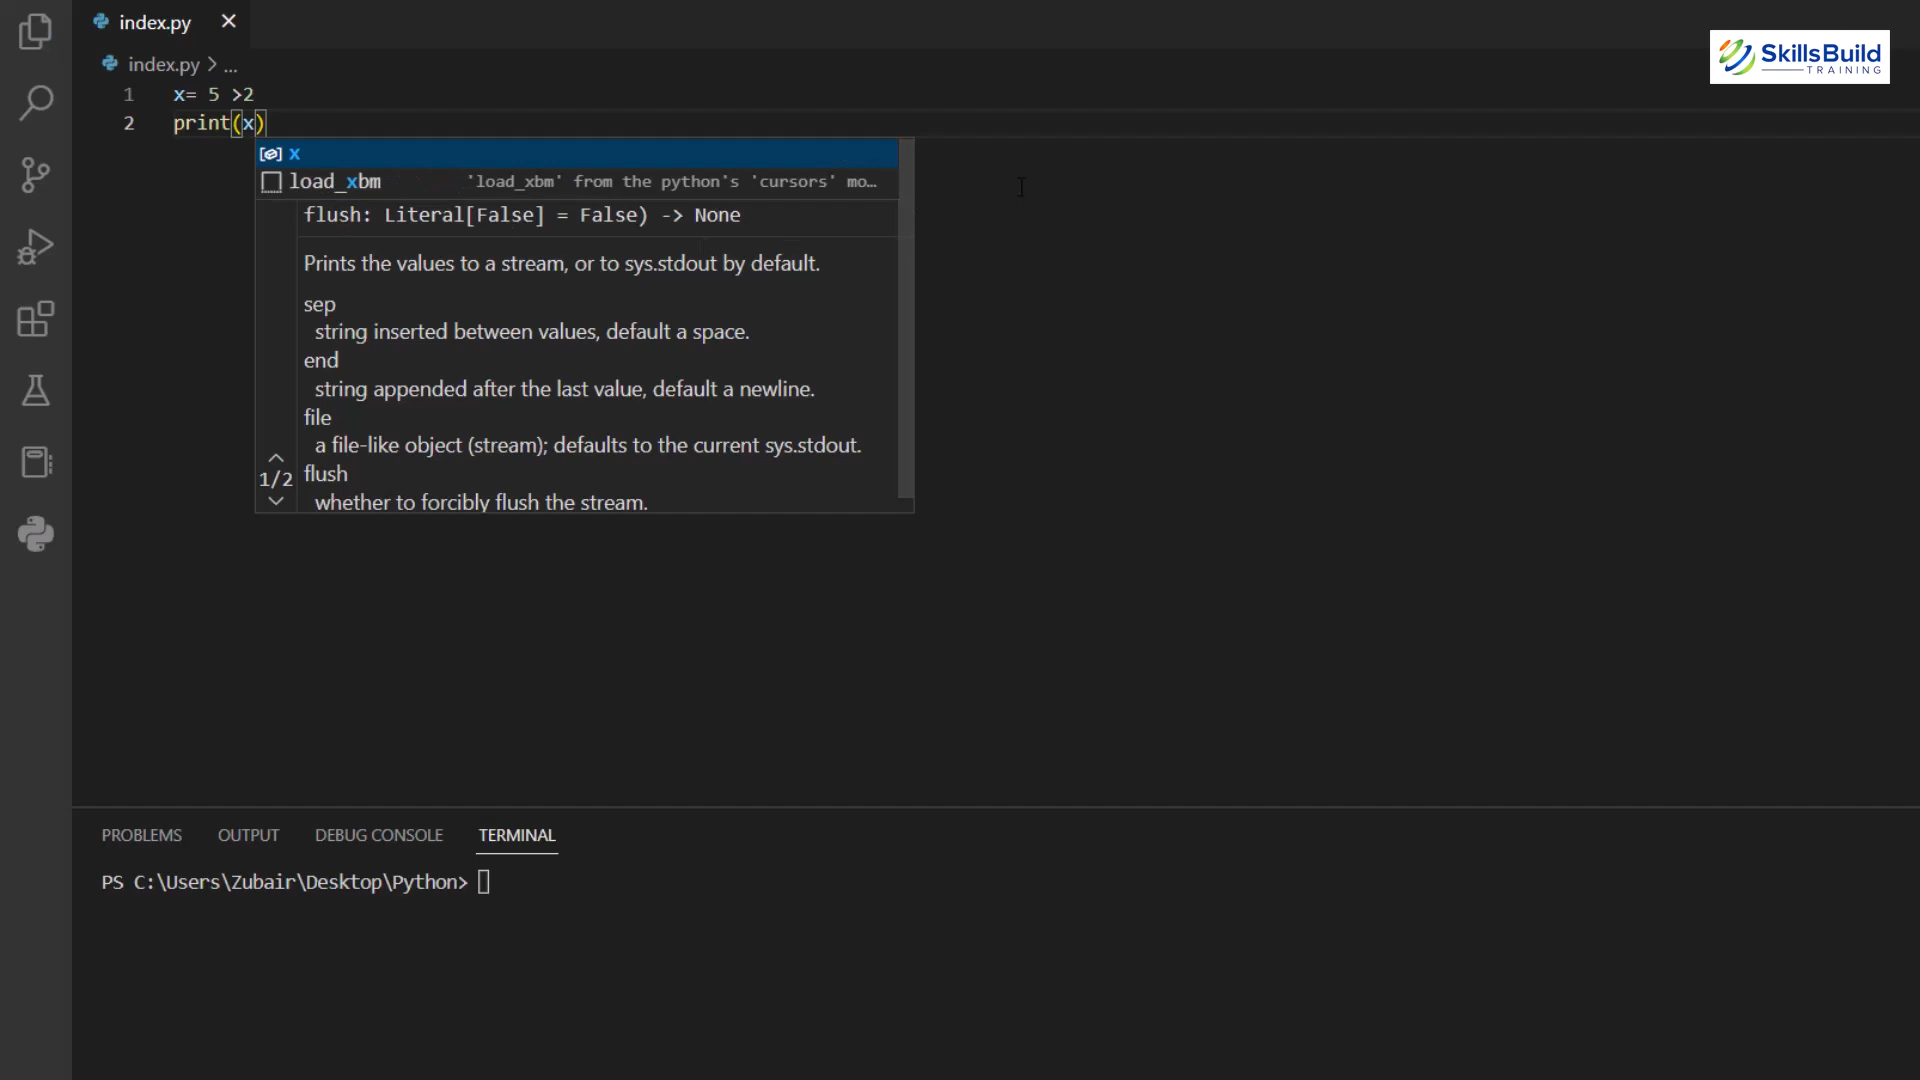 index.py
SkillsBuild
TRAINING
index.py > ...
1 x= 5 >2
2 print(x)
x
load_xbm 'load_xbm' from the python's 'cursors' mo…
flush: Literal[False] = False) -> None
Prints the values to a stream, or to sys.stdout by default.
sep
string inserted between values, default a space.
end
string appended after the last value, default a newline.
file
a file-like object (stream); defaults to the current sys.stdout.
1/2
flush
whether to forcibly flush the stream.
PROBLEMS OUTPUT DEBUG CONSOLE TERMINAL
PS C:\Users\Zubair\Desktop\Python>